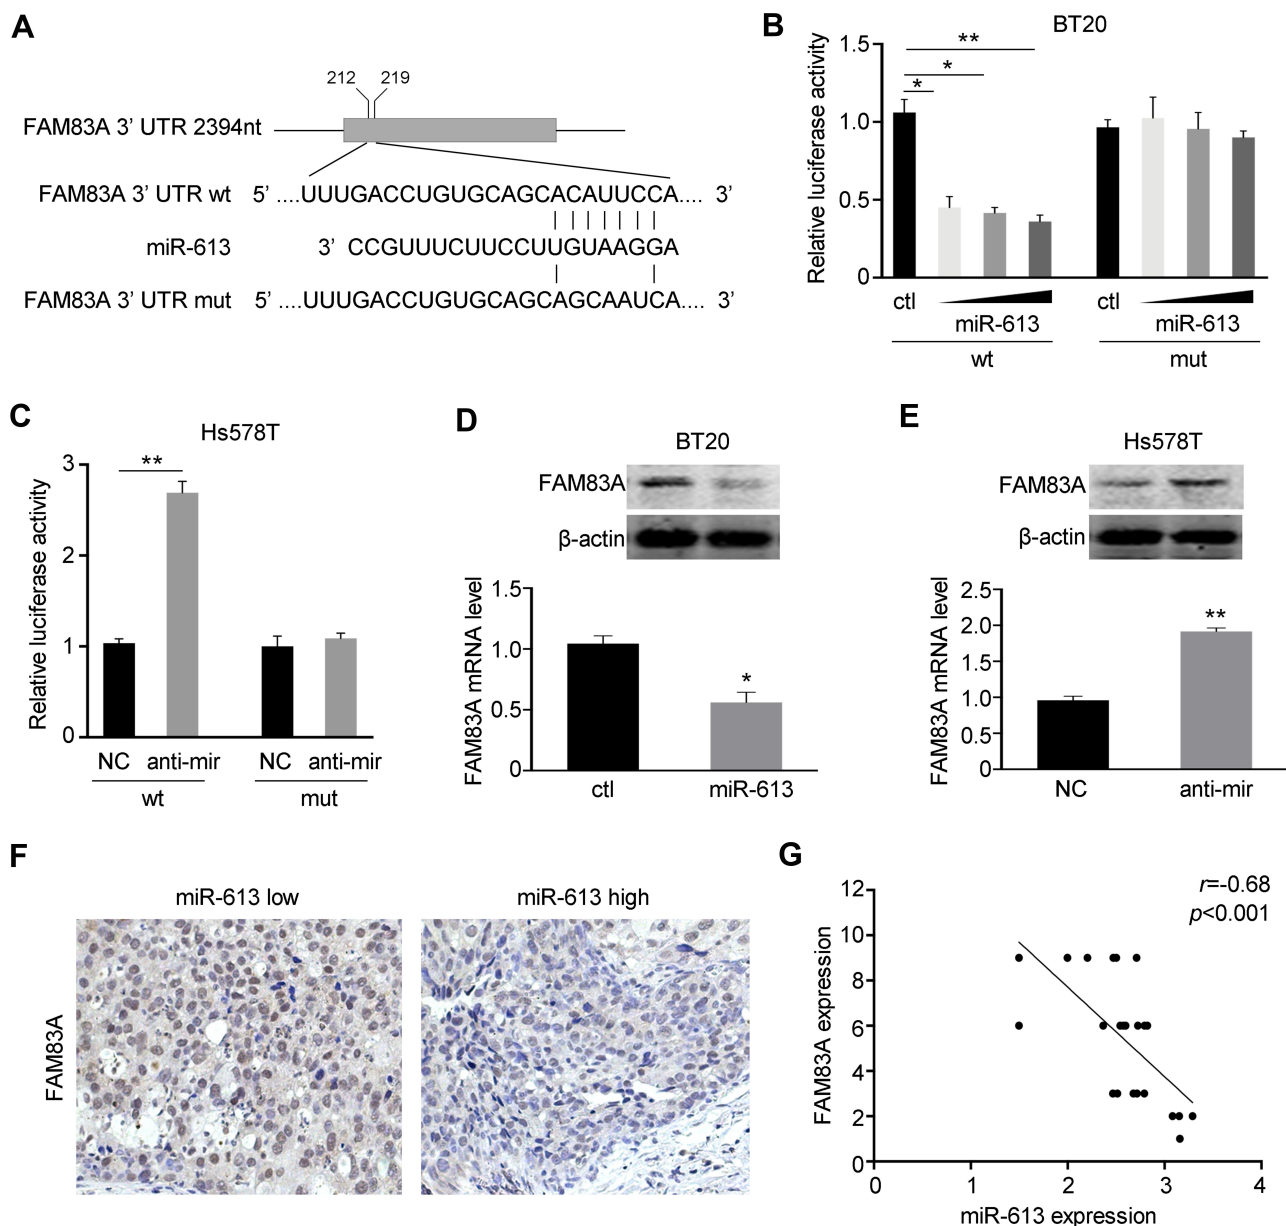 A
212 219
FAM83A 3’ UTR 2394nt
FAM83A 3’ UTR wt 5’ ....UUUGACCUGUGCAGCACAUUCCA.... 3’
miR-613 3’ CCGUUUCUUCCUUGUAAGGA
FAM83A 3’ UTR mut 5’ ....UUUGACCUGUGCAGCAGCAAUCA.... 3’
B
BT20
Relative luciferase activity
1.5
1.0
0.5
0
**
*
*
ctl
miR-613
wt
ctl
miR-613
mut
C
Hs578T
Relative luciferase activity
3
2
1
0
**
NC anti-mir NC anti-mir
wt mut
D
BT20
FAM83A
β-actin
FAM83A mRNA level
1.5
1.0
0.5
0
*
ctl miR-613
E
Hs578T
FAM83A
β-actin
FAM83A mRNA level
2.5
2.0
1.5
1.0
0.5
0
**
NC anti-mir
F
miR-613 low miR-613 high
FAM83A
G
r=-0.68
p<0.001
FAM83A expression
12
10
8
6
4
2
0
0 1 2 3 4
miR-613 expression